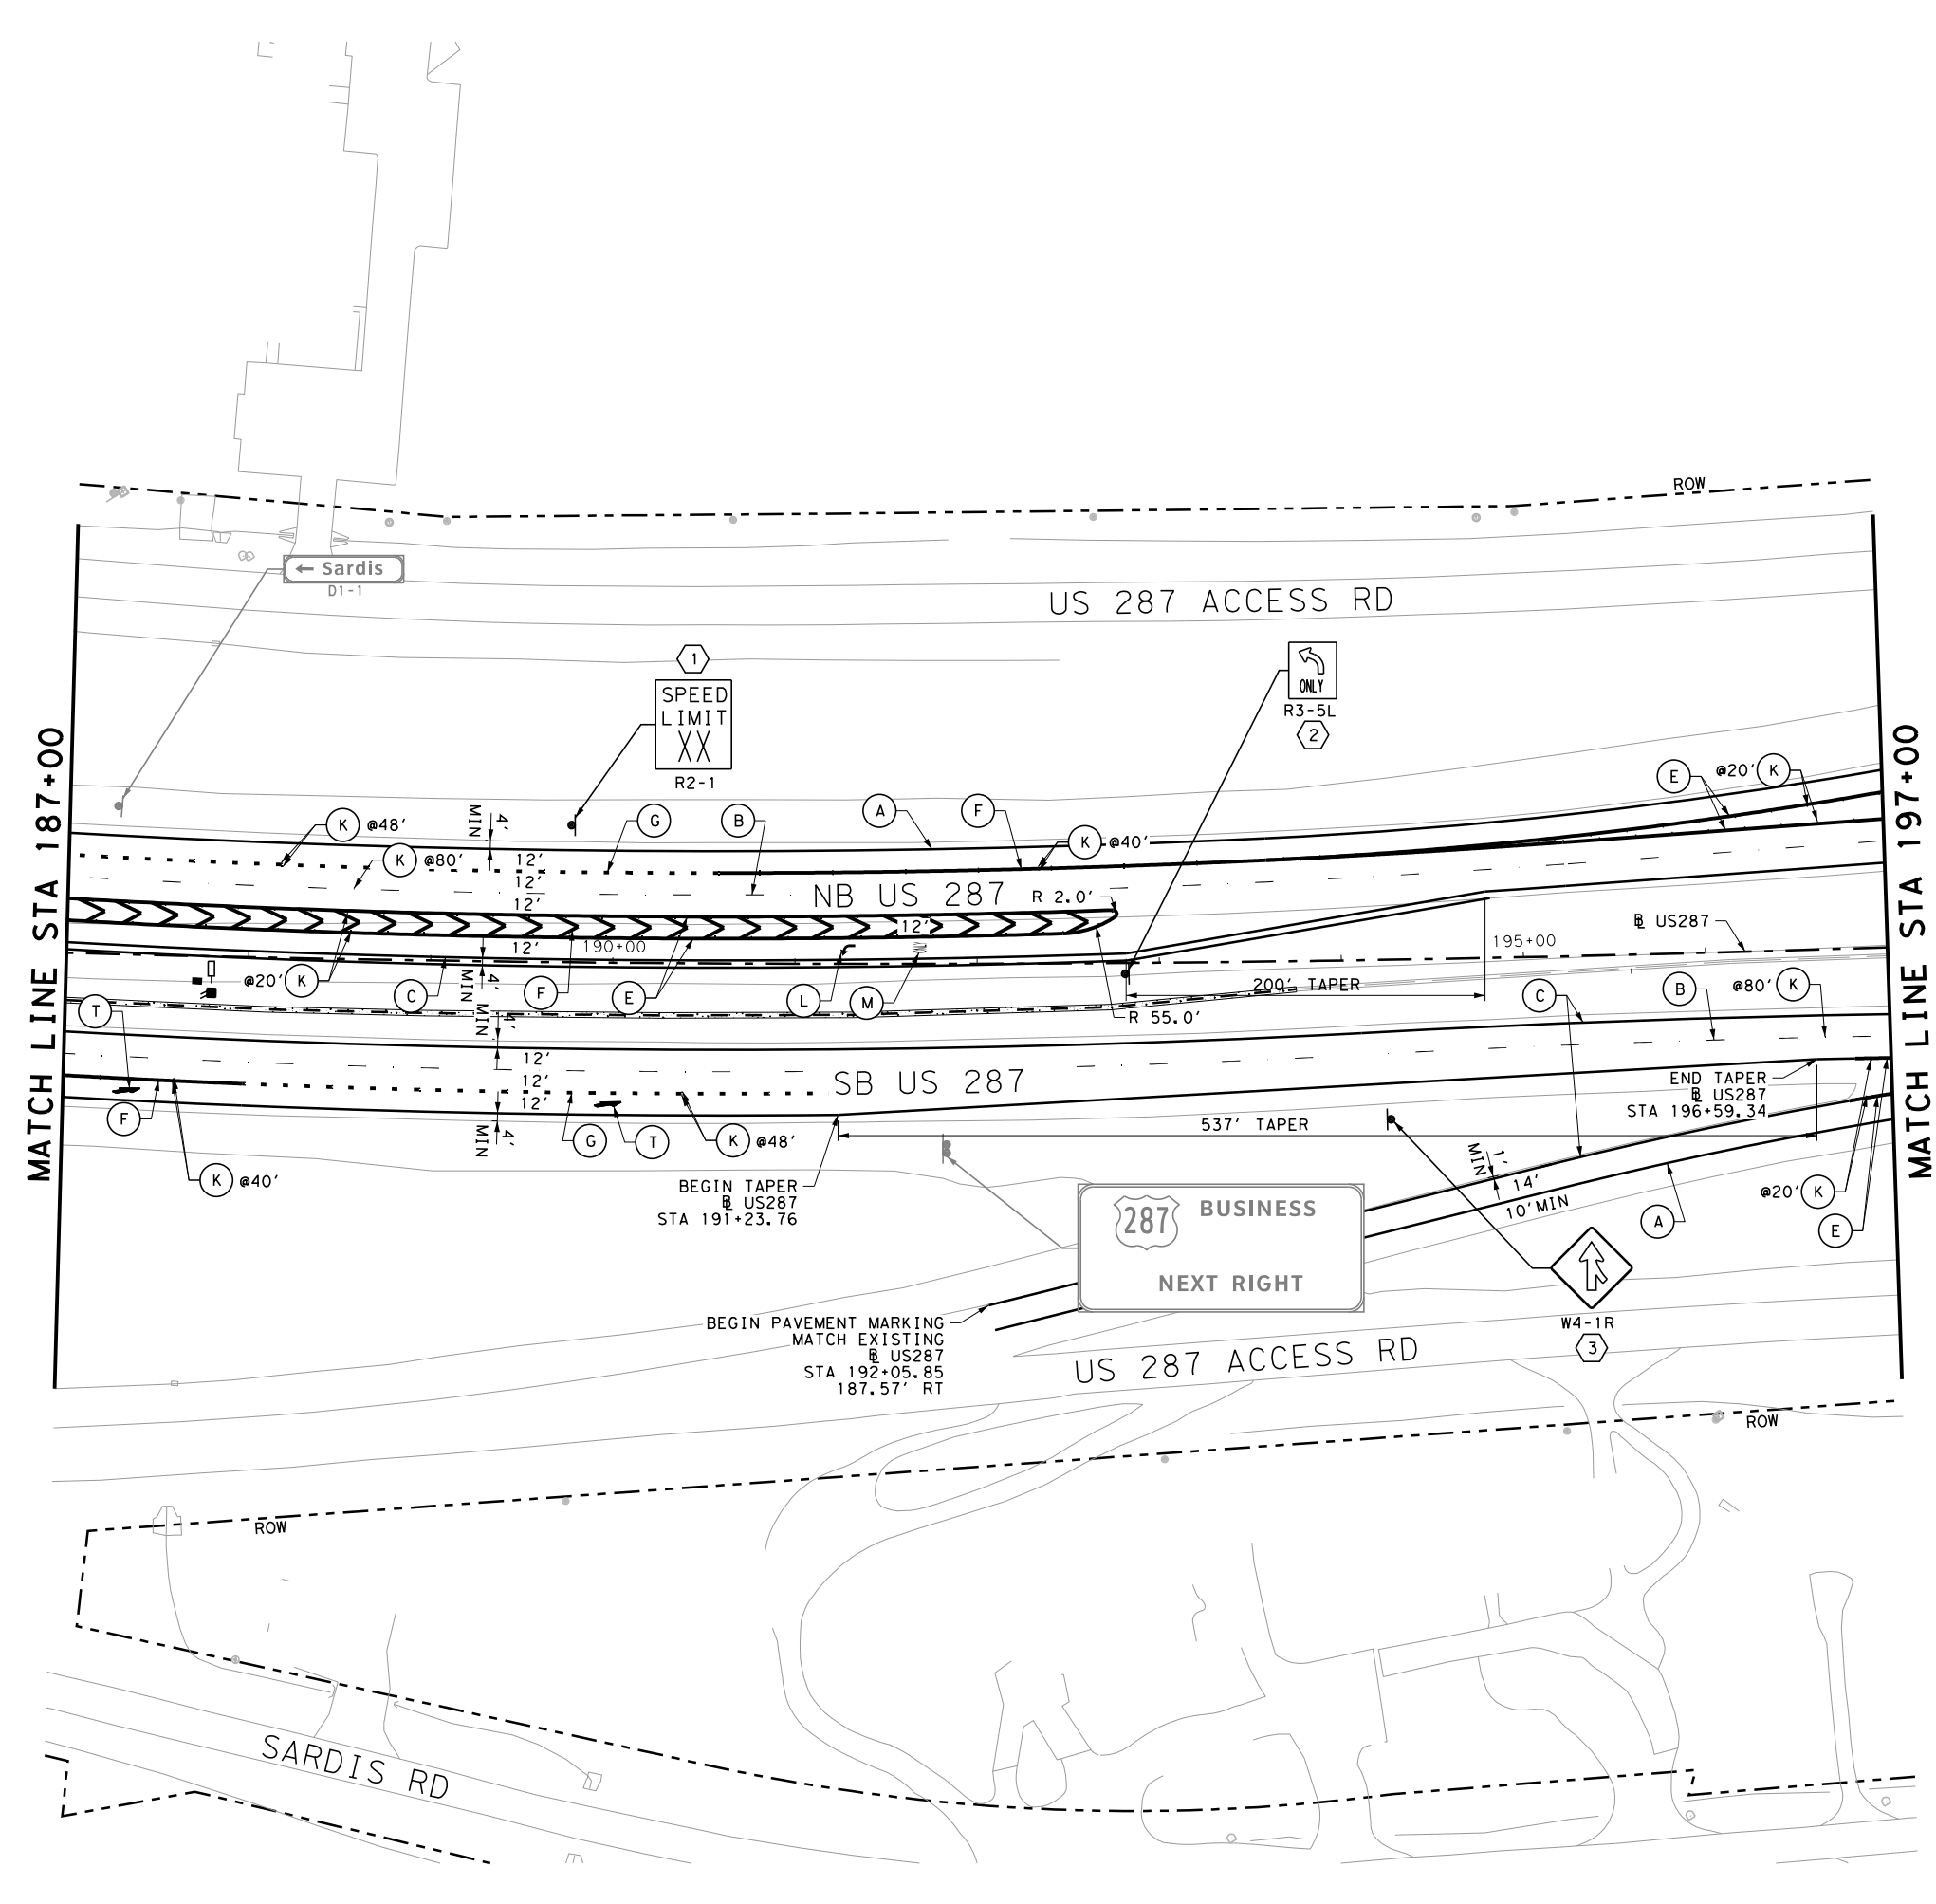 ROW
← Sardis
D1-1
US 287 ACCESS RD
1
SPEED
LIMIT
XX
R2-1
ONLY
R3-5L
2
MATCH LINE STA 187+00
MATCH LINE STA 197+00
E
@20' K
K @48'
4'
MIN
G
B
A
F
K @40'
K @80'
12'
12'
12'
NB US 287
R 2.0'
12'
12'
190+00
℄ US287
195+00
@20' K
C
4'
MIN
F
E
L
M
200' TAPER
R 55.0'
C
B
@80' K
T
4'
MIN
12'
12'
12'
SB US 287
END TAPER
℄ US287
STA 196+59.34
F
K @40'
4'
MIN
G
T
K @48'
537' TAPER
BEGIN TAPER
℄ US287
STA 191+23.76
1'
MIN
14'
10'MIN
A
@20' K
E
287 BUSINESS
NEXT RIGHT
W4-1R
3
BEGIN PAVEMENT MARKING
MATCH EXISTING
℄ US287
STA 192+05.85
187.57' RT
US 287 ACCESS RD
ROW
ROW
SARDIS RD